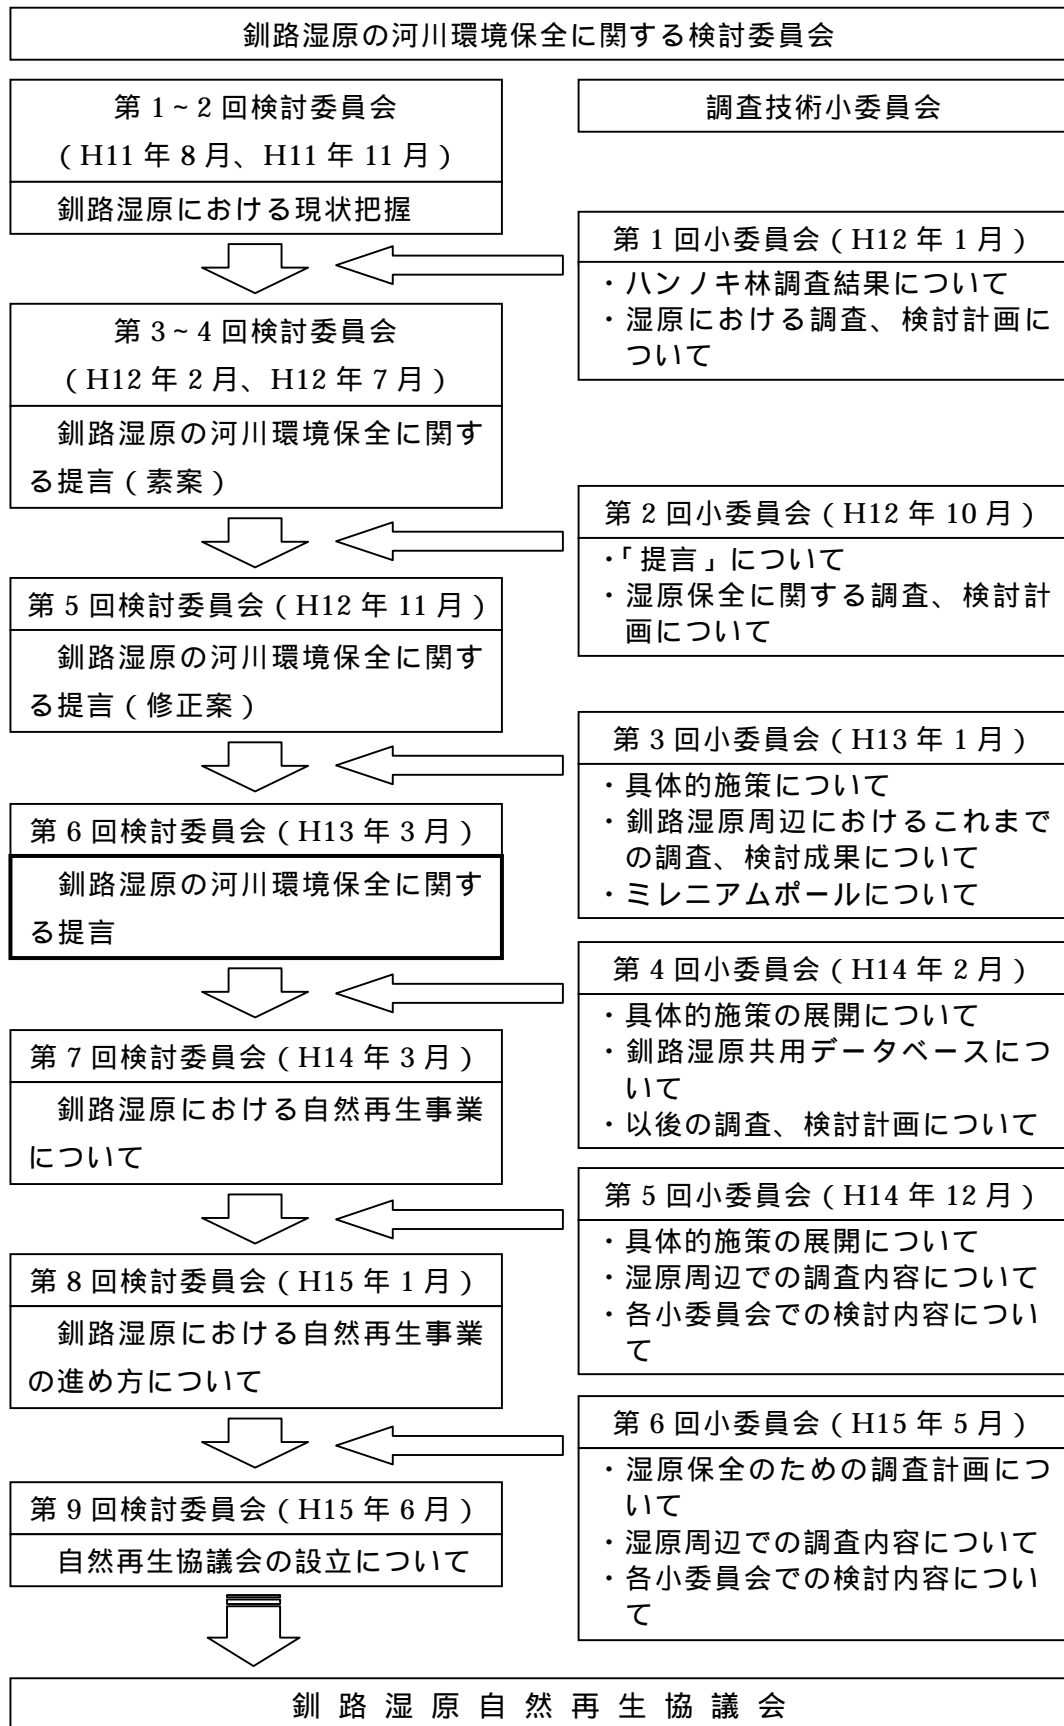 釧路湿原の河川環境保全に関する検討委員会
第1~2回検討委員会
(H11年8月、H11年11月)
釧路湿原における現状把握
第3~4回検討委員会
(H12年2月、H12年7月)
釧路湿原の河川環境保全に関す
る提言(素案)
第5回検討委員会(H12年11月)
釧路湿原の河川環境保全に関す
る提言(修正案)
第6回検討委員会(H13年3月)
釧路湿原の河川環境保全に関す
る提言
第7回検討委員会(H14年3月)
釧路湿原における自然再生事業
について
第8回検討委員会(H15年1月)
釧路湿原における自然再生事業
の進め方について
第9回検討委員会(H15年6月)
自然再生協議会の設立について
調査技術小委員会
第1回小委員会(H12年1月)
・ハンノキ林調査結果について
・湿原における調査、検討計画に
ついて
第2回小委員会(H12年10月)
・「提言」について
・湿原保全に関する調査、検討計
画について
第3回小委員会(H13年1月)
・具体的施策について
・釧路湿原周辺におけるこれまで
の調査、検討成果について
・ミレニアムポールについて
第4回小委員会(H14年2月)
・具体的施策の展開について
・釧路湿原共用データベースにつ
いて
・以後の調査、検討計画について
第5回小委員会(H14年12月)
・具体的施策の展開について
・湿原周辺での調査内容について
・各小委員会での検討内容につい
て
第6回小委員会(H15年5月)
・湿原保全のための調査計画につ
いて
・湿原周辺での調査内容について
・各小委員会での検討内容につい
て
釧路湿原自然再生協議会